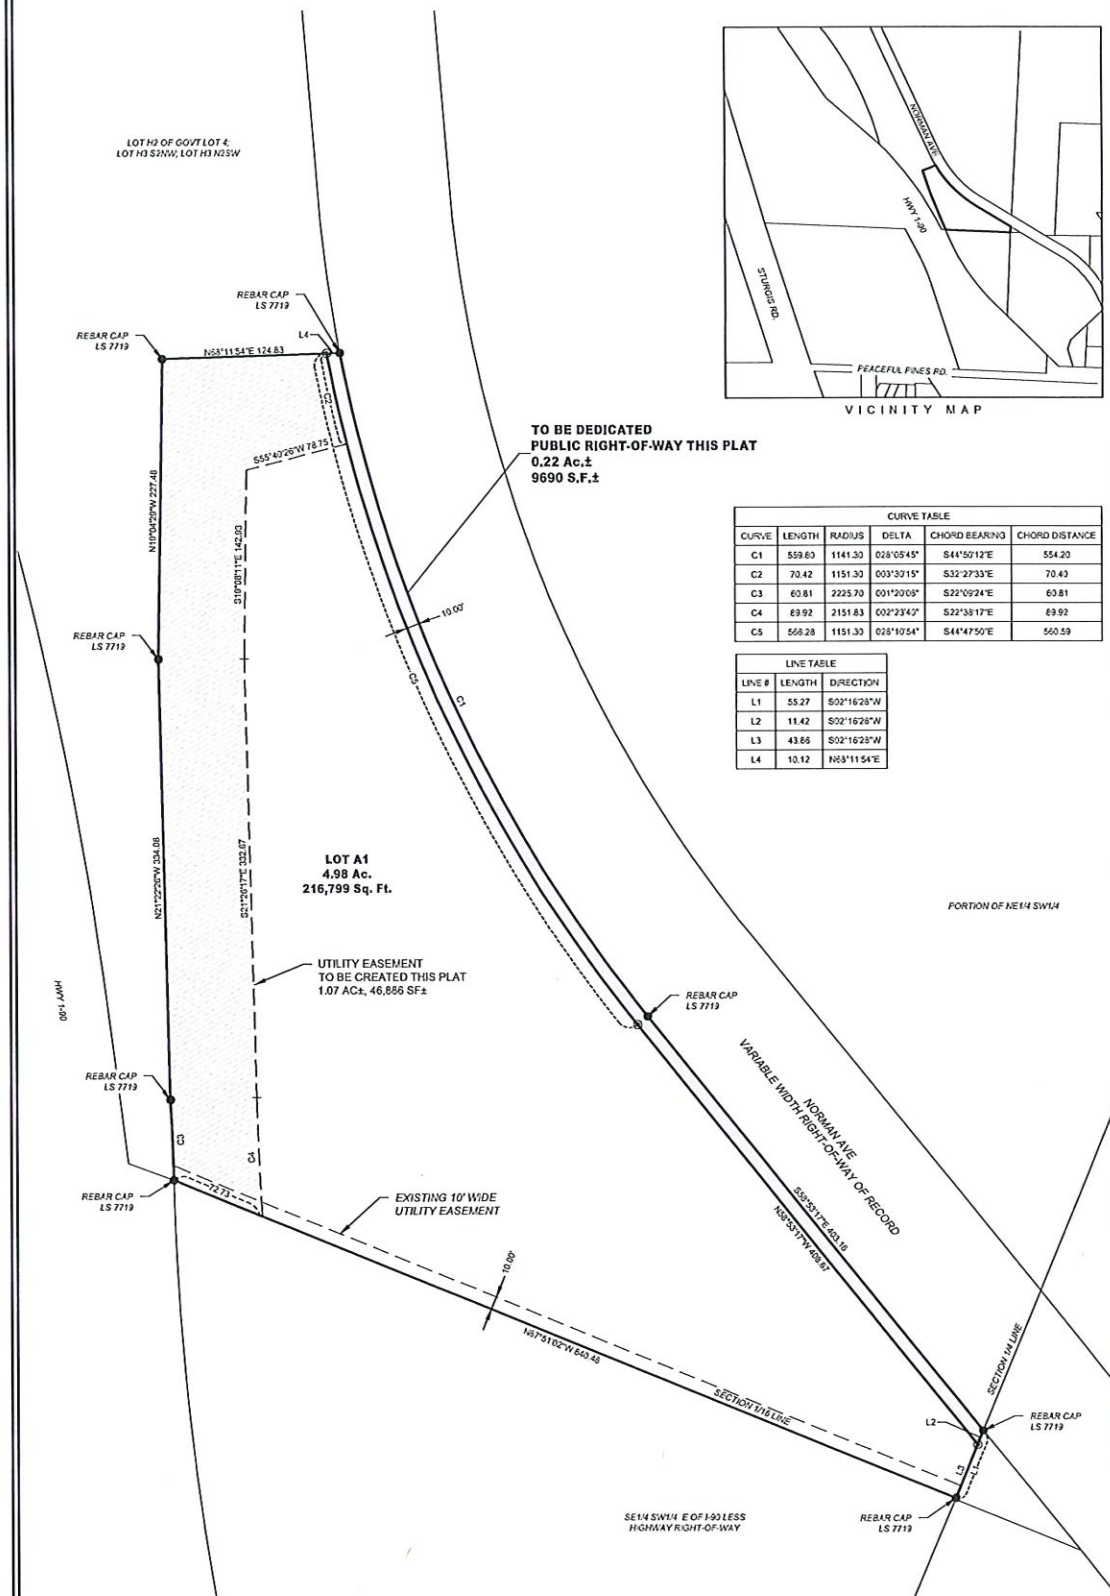 LOT H2 OF GOVT LOT 4;
LOT H3 S2NW; LOT H3 N2SW
NORMAN AVE
HWY 1-90
STURGIS RD.
PEACEFUL PINES RD.
VICINITY MAP
REBAR CAP
LS 7719
REBAR CAP
LS 7719
L4
N68°11'54"E 124.83
C2
S55°40'26"W 78.75
TO BE DEDICATED
PUBLIC RIGHT-OF-WAY THIS PLAT
0.22 Ac.±
9690 S.F.±
N19°04'29"W 227.48
S19°08'11"E 142.03
CURVE TABLE
CURVE LENGTH RADIUS DELTA CHORD BEARING CHORD DISTANCE
C1 559.80 1141.30 028°05'45" S44°50'12"E 554.20
C2 70.42 1151.30 003°30'15" S32°27'33"E 70.40
C3 60.81 2225.70 001°20'08" S22°09'24"E 60.81
C4 89.92 2151.83 002°23'40" S22°38'17"E 89.92
C5 566.28 1151.30 028°10'54" S44°47'50"E 560.59
10.00'
REBAR CAP
LS 7719
C5
C1
LINE TABLE
LINE # LENGTH DIRECTION
L1 55.27 S02°16'28"W
L2 11.42 S02°16'28"W
L3 43.86 S02°16'28"W
L4 10.12 N68°11'54"E
N21°22'26"W 334.08
S21°26'17"E 332.67
LOT A1
4.98 Ac.
216,799 Sq. Ft.
PORTION OF NE1/4 SW1/4
UTILITY EASEMENT
TO BE CREATED THIS PLAT
1.07 AC±, 46,886 SF±
HWY 1-90
REBAR CAP
LS 7719
NORMAN AVE
VARIABLE WIDTH RIGHT-OF-WAY OF RECORD
REBAR CAP
LS 7719
C3
C4
REBAR CAP
LS 7719
72.73
EXISTING 10' WIDE
UTILITY EASEMENT
S58°53'17"E 403.16
N58°53'17"W 408.67
10.00'
N67°51'02"W 640.48
SECTION 1/16 LINE
SECTION 1/4 LINE
L2
REBAR CAP
LS 7719
L3
L1
SE1/4 SW1/4 E OF I-90 LESS
HIGHWAY RIGHT-OF-WAY
REBAR CAP
LS 7719